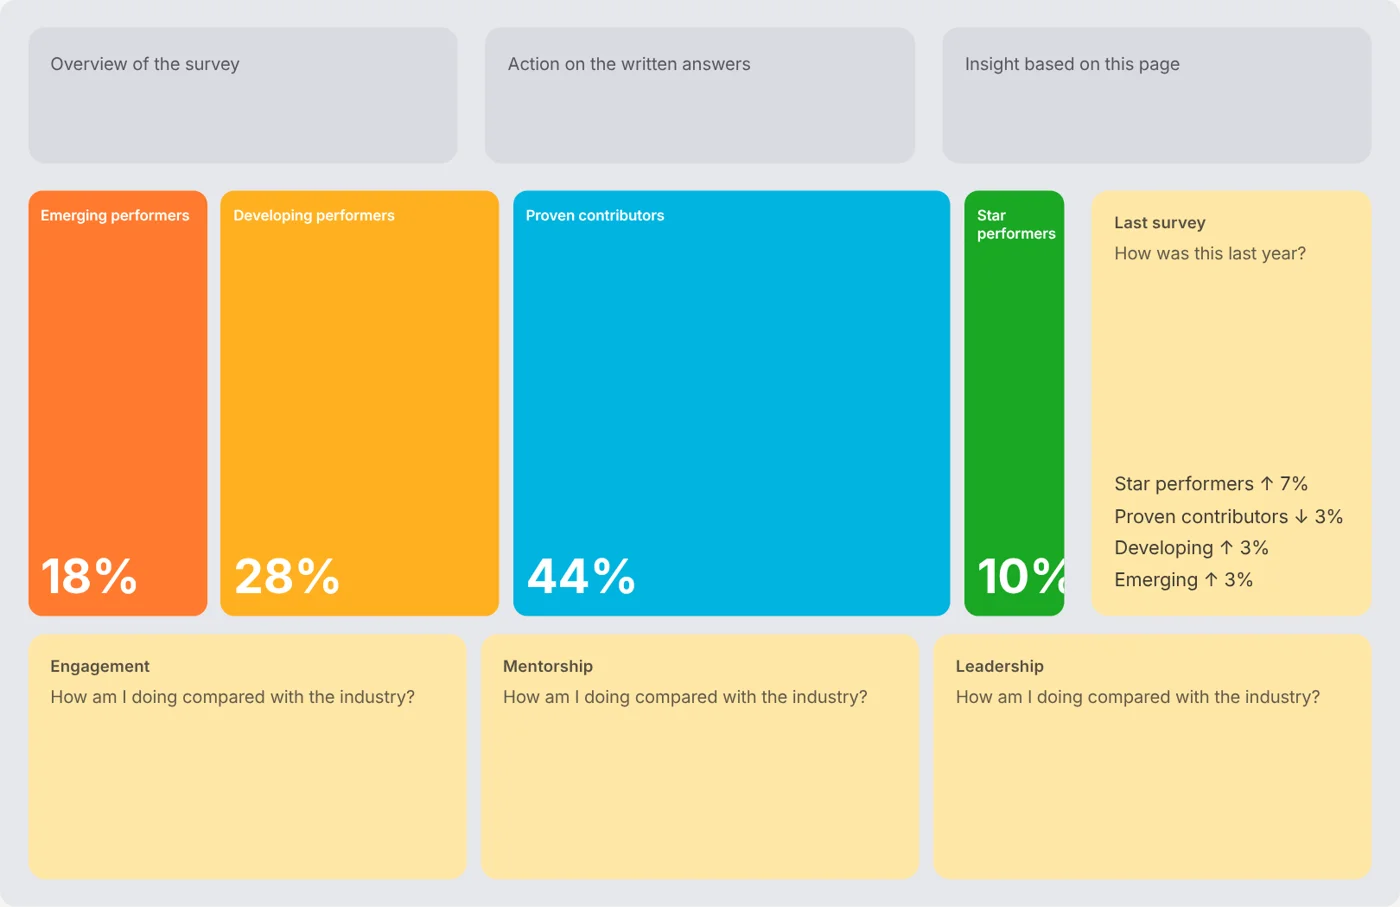 Overview of the survey
Action on the written answers
Insight based on this page
Emerging performers
18%
Developing performers
28%
Proven contributors
44%
Star
performers
10%
Last survey
How was this last year?
Star performers ↑ 7%
Proven contributors ↓ 3%
Developing ↑ 3%
Emerging ↑ 3%
Engagement
How am I doing compared with the industry?
Mentorship
How am I doing compared with the industry?
Leadership
How am I doing compared with the industry?